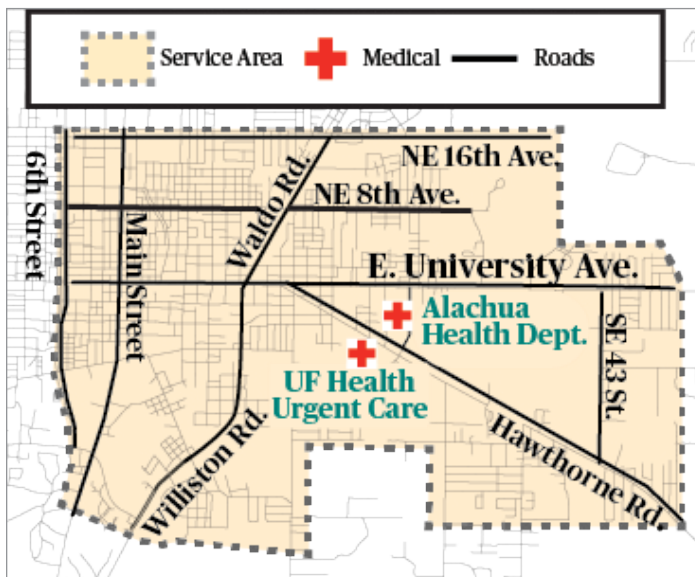 Service Area
Medical
Roads
6th Street
Main Street
Waldo Rd.
NE 16th Ave.
NE 8th Ave.
E. University Ave.
Alachua
Health Dept.
SE 43 St.
UF Health
Urgent Care
Williston Rd.
Hawthorne Rd.